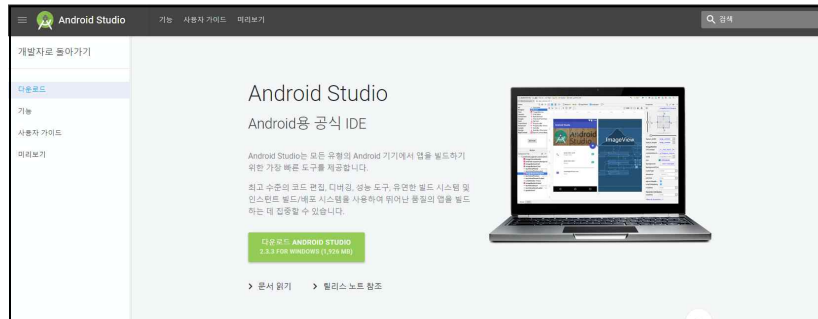 Android Studio
기능 사용자 가이드 미리보기
검색
개발자로 돌아가기
다운로드
기능
사용자 가이드
미리보기
Android Studio
Android용 공식 IDE
Android Studio는 모든 유형의 Android 기기에서 앱을 빌드하기
위한 가장 빠른 도구를 제공합니다.
최고 수준의 코드 편집, 디버깅, 성능 도구, 유연한 빌드 시스템 및
인스턴트 빌드/배포 시스템을 사용하여 뛰어난 품질의 앱을 빌드
하는 데 집중할 수 있습니다.
다운로드 ANDROID STUDIO
2.3.3 FOR WINDOWS (1,926 MB)
> 문서 읽기 > 릴리스 노트 참조
Android
Studio
ImageView